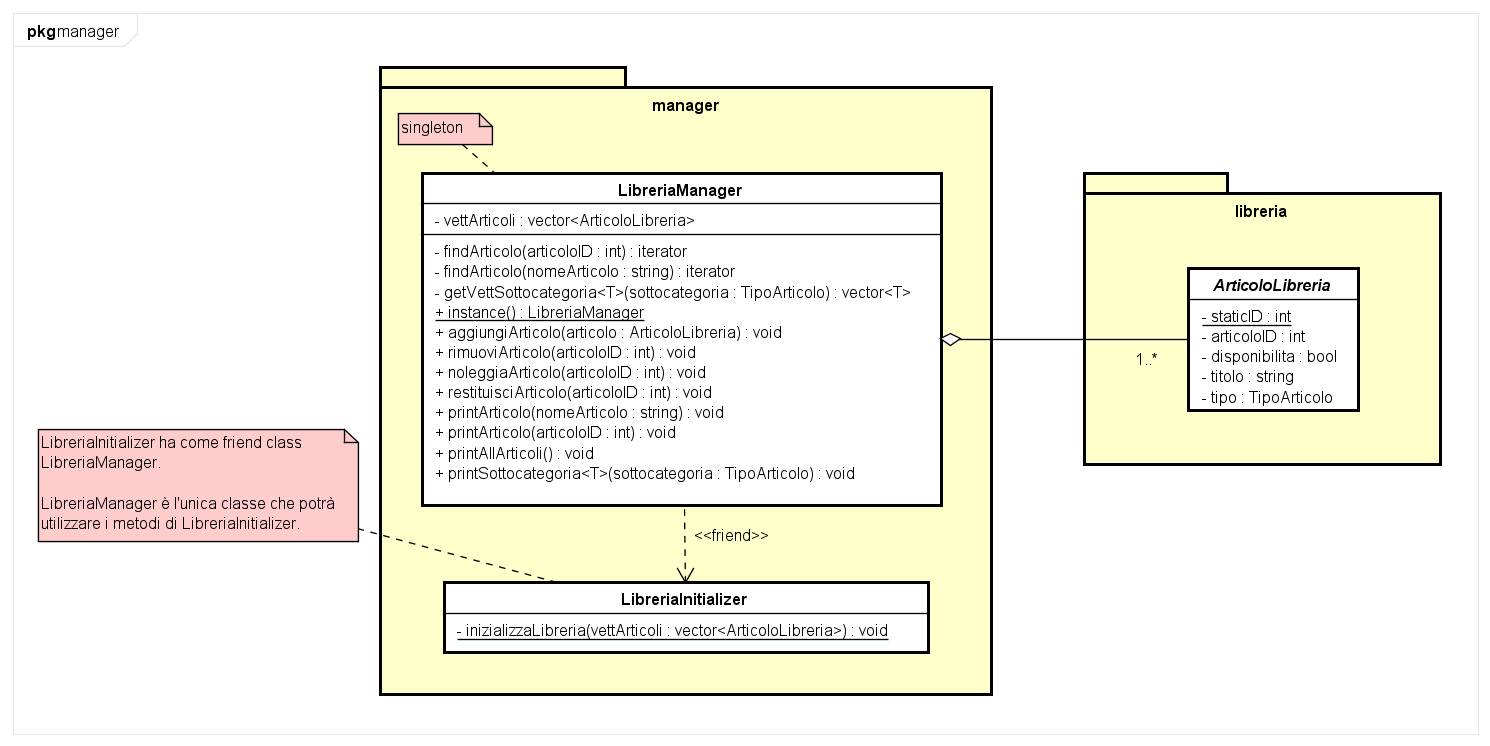 pkgmanager
manager
singleton
LibreriaManager
- vettArticoli : vector<ArticoloLibreria>
- findArticolo(articoloID : int) : iterator
- findArticolo(nomeArticolo : string) : iterator
- getVettSottocategoria<T>(sottocategoria : TipoArticolo) : vector<T>
+ instance() : LibreriaManager
+ aggiungiArticolo(articolo : ArticoloLibreria) : void
+ rimuoviArticolo(articoloID : int) : void
+ noleggiaArticolo(articoloID : int) : void
+ restituisciArticolo(articoloID : int) : void
+ printArticolo(nomeArticolo : string) : void
+ printArticolo(articoloID : int) : void
+ printAllArticoli() : void
+ printSottocategoria<T>(sottocategoria : TipoArticolo) : void
libreria
ArticoloLibreria
- staticID : int
- articoloID : int
- disponibilita : bool
- titolo : string
- tipo : TipoArticolo
1..*
LibreriaInitializer ha come friend class
LibreriaManager.
LibreriaManager è l'unica classe che potrà
utilizzare i metodi di LibreriaInitializer.
<<friend>>
LibreriaInitializer
- inizializzaLibreria(vettArticoli : vector<ArticoloLibreria>) : void